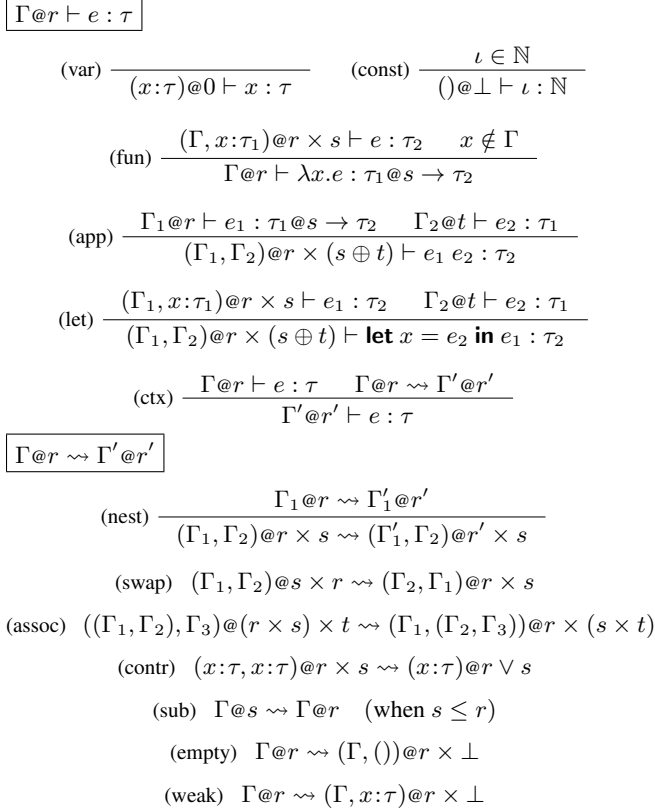 Γ@r ⊢ e : τ
(var) ───── (x:τ)@0 ⊢ x : τ (const) ι ∈ ℕ ───── ()@⊥ ⊢ ι : ℕ
(fun) (Γ, x:τ₁)@r × s ⊢ e : τ₂ x ∉ Γ
Γ@r ⊢ λx.e : τ₁@s → τ₂
(app) Γ₁@r ⊢ e₁ : τ₁@s → τ₂ Γ₂@t ⊢ e₂ : τ₁
(Γ₁, Γ₂)@r × (s ⊕ t) ⊢ e₁ e₂ : τ₂
(let) (Γ₁, x:τ₁)@r × s ⊢ e₁ : τ₂ Γ₂@t ⊢ e₂ : τ₁
(Γ₁, Γ₂)@r × (s ⊕ t) ⊢ let x = e₂ in e₁ : τ₂
(ctx) Γ@r ⊢ e : τ Γ@r ⇝ Γ′@r′
Γ′@r′ ⊢ e : τ
Γ@r ⇝ Γ′@r′
(nest) Γ₁@r ⇝ Γ′₁@r′
(Γ₁, Γ₂)@r × s ⇝ (Γ′₁, Γ₂)@r′ × s
(swap) (Γ₁, Γ₂)@s × r ⇝ (Γ₂, Γ₁)@r × s
(assoc) ((Γ₁, Γ₂), Γ₃)@(r × s) × t ⇝ (Γ₁, (Γ₂, Γ₃))@r × (s × t)
(contr) (x:τ, x:τ)@r × s ⇝ (x:τ)@r ∨ s
(sub) Γ@s ⇝ Γ@r (when s ≤ r)
(empty) Γ@r ⇝ (Γ, ())@r × ⊥
(weak) Γ@r ⇝ (Γ, x:τ)@r × ⊥